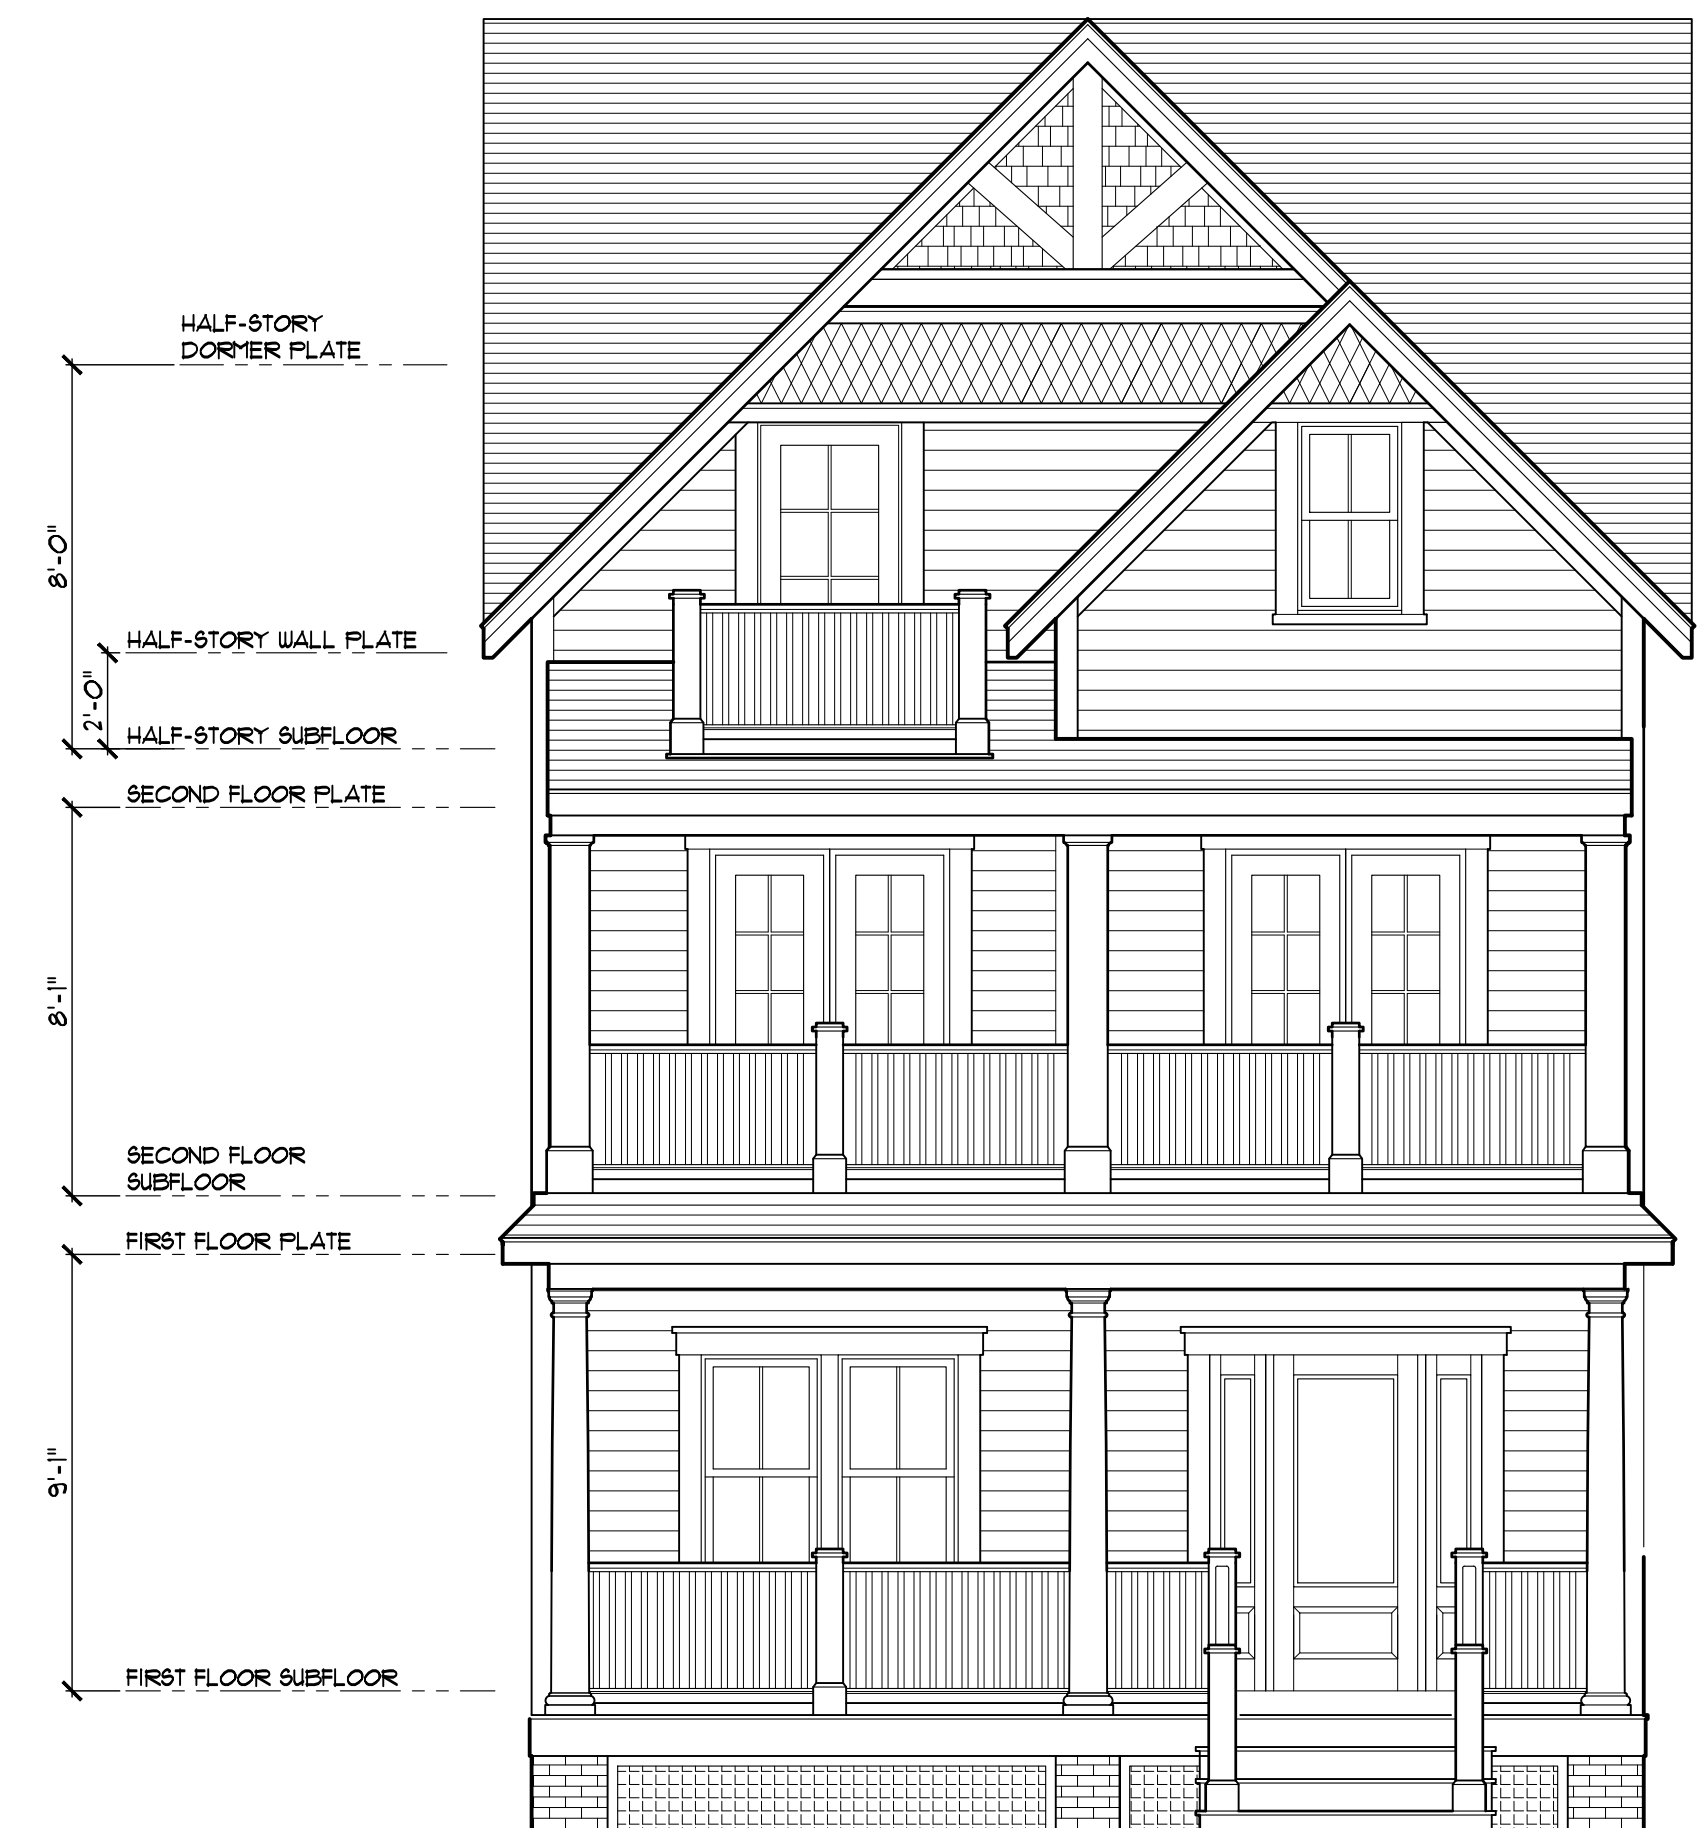 HALF-STORY
DORMER PLATE
8'-0"
HALF-STORY WALL PLATE
2'-0"
HALF-STORY SUBFLOOR
SECOND FLOOR PLATE
8'-1"
SECOND FLOOR
SUBFLOOR
FIRST FLOOR PLATE
9'-1"
FIRST FLOOR SUBFLOOR